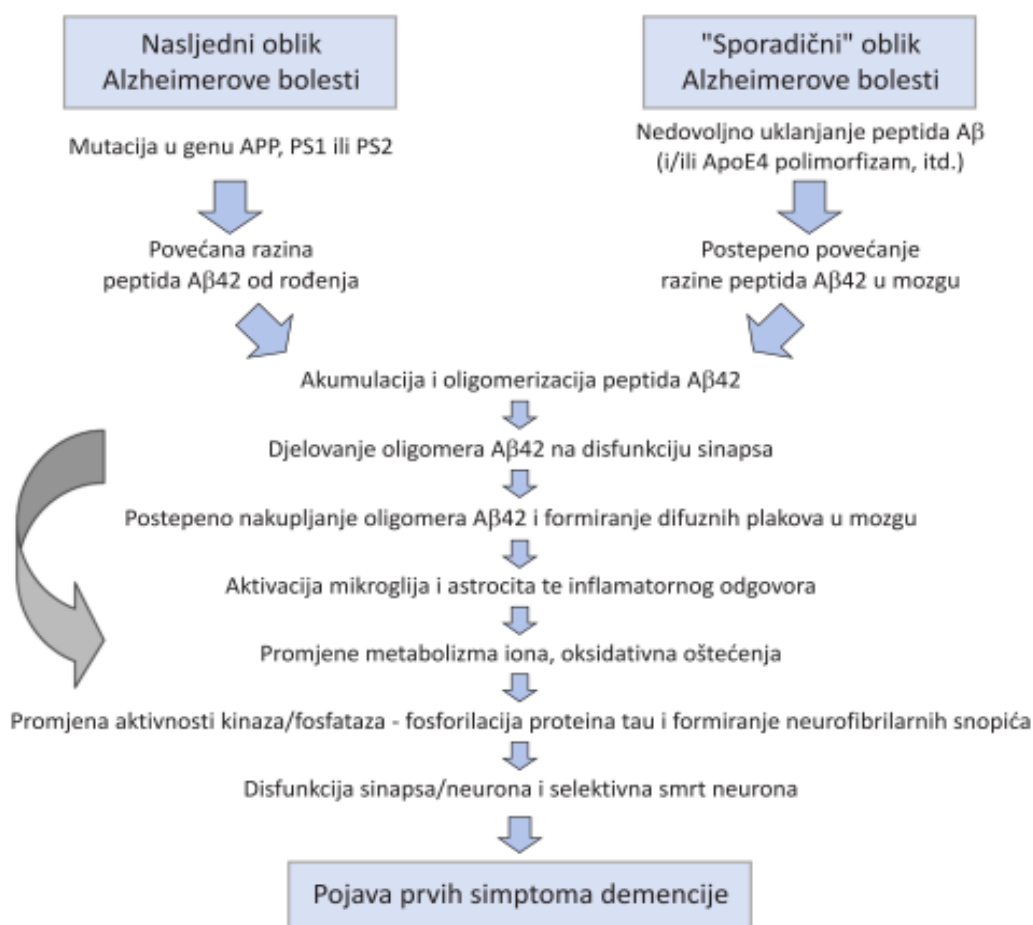 Nasljedni oblik
Alzheimerove bolesti
"Sporadični" oblik
Alzheimerove bolesti
Mutacija u genu APP, PS1 ili PS2
Nedovoljno uklanjanje peptida Aβ
(i/ili ApoE4 polimorfizam, itd.)
Povećana razina
peptida Aβ42 od rođenja
Postepeno povećanje
razine peptida Aβ42 u mozgu
Akumulacija i oligomerizacija peptida Aβ42
Djelovanje oligomera Aβ42 na disfunkciju sinapsa
Postepeno nakupljanje oligomera Aβ42 i formiranje difuznih plakova u mozgu
Aktivacija mikroglija i astrocita te inflamatornog odgovora
Promjene metabolizma iona, oksidativna oštećenja
Promjena aktivnosti kinaza/fosfataza - fosforilacija proteina tau i formiranje neurofibrilarnih snopića
Disfunkcija sinapsa/neurona i selektivna smrt neurona
Pojava prvih simptoma demencije